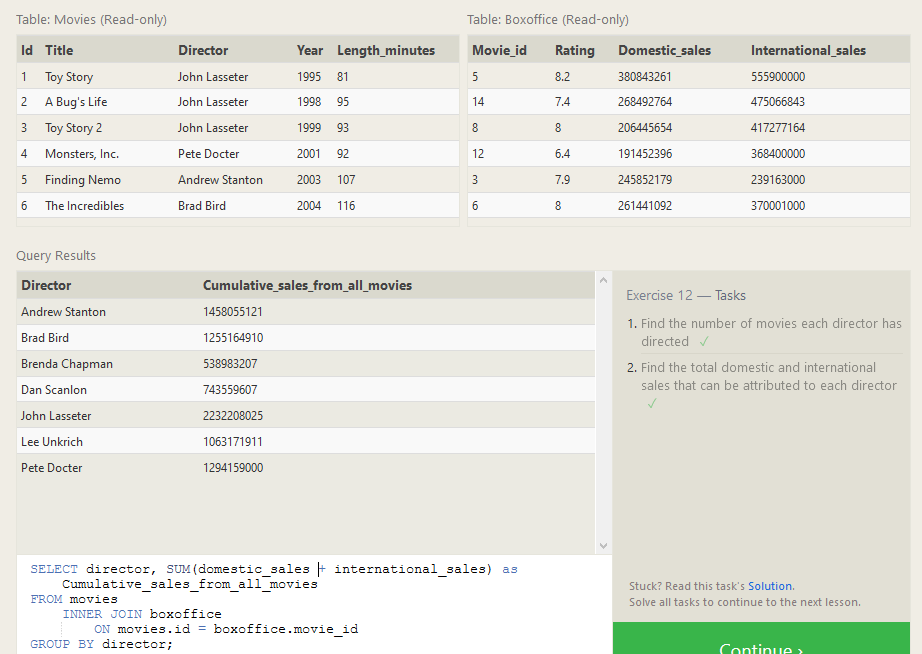 Table: Movies (Read-only)
Id Title Director Year Length_minutes
1 Toy Story John Lasseter 1995 81
2 A Bug's Life John Lasseter 1998 95
3 Toy Story 2 John Lasseter 1999 93
4 Monsters, Inc. Pete Docter 2001 92
5 Finding Nemo Andrew Stanton 2003 107
6 The Incredibles Brad Bird 2004 116
Table: Boxoffice (Read-only)
Movie_id Rating Domestic_sales International_sales
5 8.2 380843261 555900000
14 7.4 268492764 475066843
8 8 206445654 417277164
12 6.4 191452396 368400000
3 7.9 245852179 239163000
6 8 261441092 370001000
Query Results
Director Cumulative_sales_from_all_movies
Andrew Stanton 1458055121
Brad Bird 1255164910
Brenda Chapman 538983207
Dan Scanlon 743559607
John Lasseter 2232208025
Lee Unkrich 1063171911
Pete Docter 1294159000
SELECT director, SUM(domestic_sales + international_sales) as
Cumulative_sales_from_all_movies
FROM movies
INNER JOIN boxoffice
ON movies.id = boxoffice.movie_id
GROUP BY director;
Exercise 12 — Tasks
1. Find the number of movies each director has
directed ✓
2. Find the total domestic and international
sales that can be attributed to each director
✓
Stuck? Read this task's Solution.
Solve all tasks to continue to the next lesson.
Continue ›